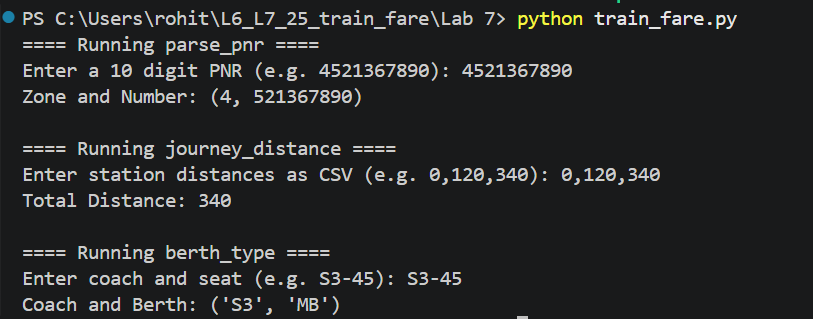 PS C:\Users\rohit\L6_L7_25_train_fare\Lab 7> python train_fare.py
==== Running parse_pnr ====
Enter a 10 digit PNR (e.g. 4521367890): 4521367890
Zone and Number: (4, 521367890)
==== Running journey_distance ====
Enter station distances as CSV (e.g. 0,120,340): 0,120,340
Total Distance: 340
==== Running berth_type ====
Enter coach and seat (e.g. S3-45): S3-45
Coach and Berth: ('S3', 'MB')